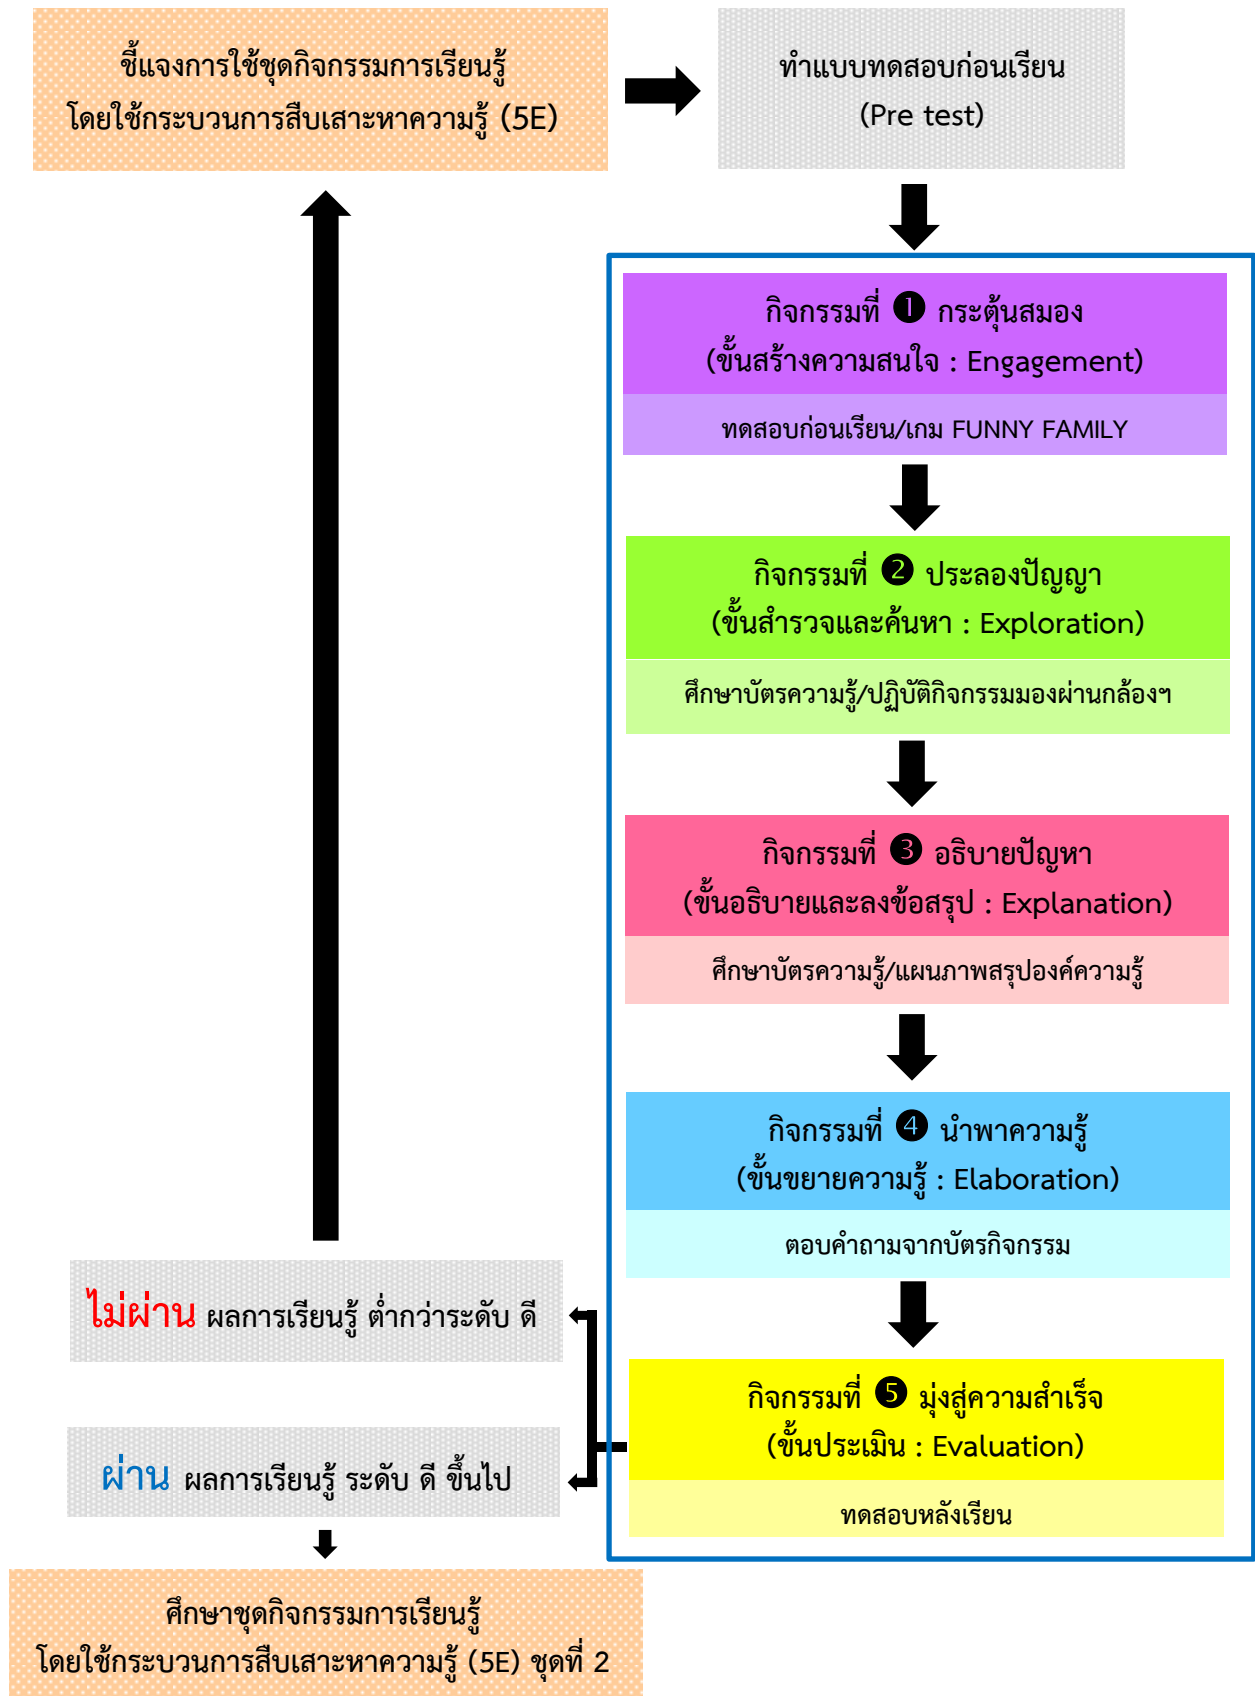 ชี้แจงการใช้ชุดกิจกรรมการเรียนรู้
โดยใช้กระบวนการสืบเสาะหาความรู้ (5E)
ทำแบบทดสอบก่อนเรียน
(Pre test)
กิจกรรมที่ ❶ กระตุ้นสมอง
(ขั้นสร้างความสนใจ : Engagement)
ทดสอบก่อนเรียน/เกม FUNNY FAMILY
กิจกรรมที่ ❷ ประลองปัญญา
(ขั้นสำรวจและค้นหา : Exploration)
ศึกษาบัตรความรู้/ปฏิบัติกิจกรรมมองผ่านกล้องฯ
กิจกรรมที่ ❸ อธิบายปัญหา
(ขั้นอธิบายและลงข้อสรุป : Explanation)
ศึกษาบัตรความรู้/แผนภาพสรุปองค์ความรู้
กิจกรรมที่ ❹ นำพาความรู้
(ขั้นขยายความรู้ : Elaboration)
ตอบคำถามจากบัตรกิจกรรม
กิจกรรมที่ ❺ มุ่งสู่ความสำเร็จ
(ขั้นประเมิน : Evaluation)
ทดสอบหลังเรียน
ไม่ผ่าน ผลการเรียนรู้ ต่ำกว่าระดับ ดี
ผ่าน ผลการเรียนรู้ ระดับ ดี ขึ้นไป
ศึกษาชุดกิจกรรมการเรียนรู้
โดยใช้กระบวนการสืบเสาะหาความรู้ (5E) ชุดที่ 2